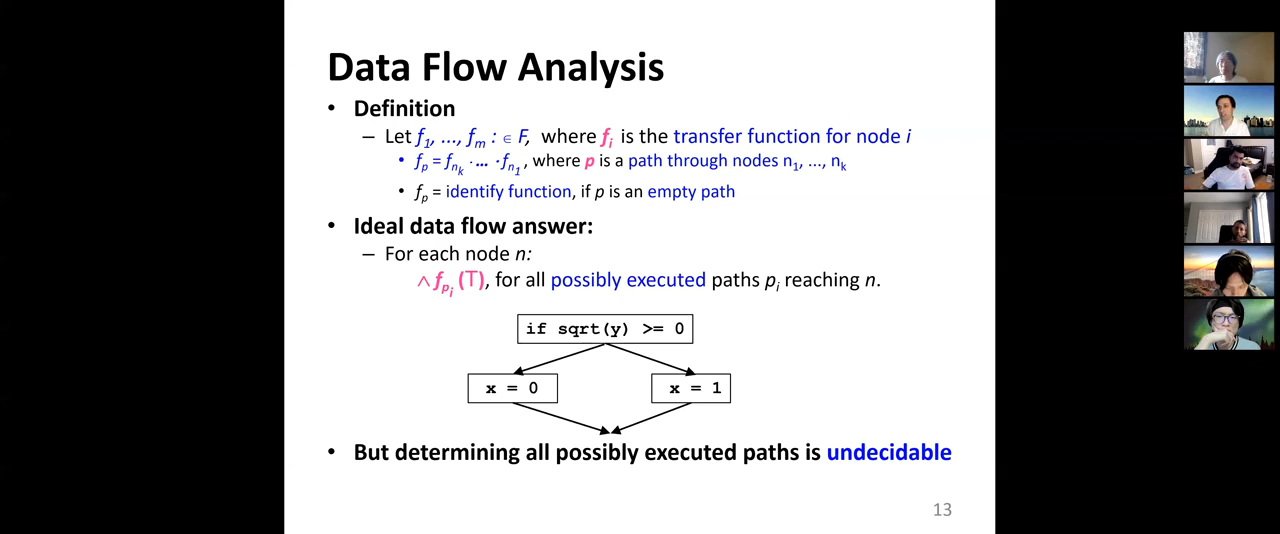 Data Flow Analysis
• Definition
– Let f1, ..., fm : ∈ F, where fi is the transfer function for node i
• fp = fnk · ... · fn1, where p is a path through nodes n1, ..., nk
• fp = identify function, if p is an empty path
• Ideal data flow answer:
– For each node n:
∧ fpi (T), for all possibly executed paths pi reaching n.
if sqrt(y) >= 0
x = 0 x = 1
• But determining all possibly executed paths is undecidable
13